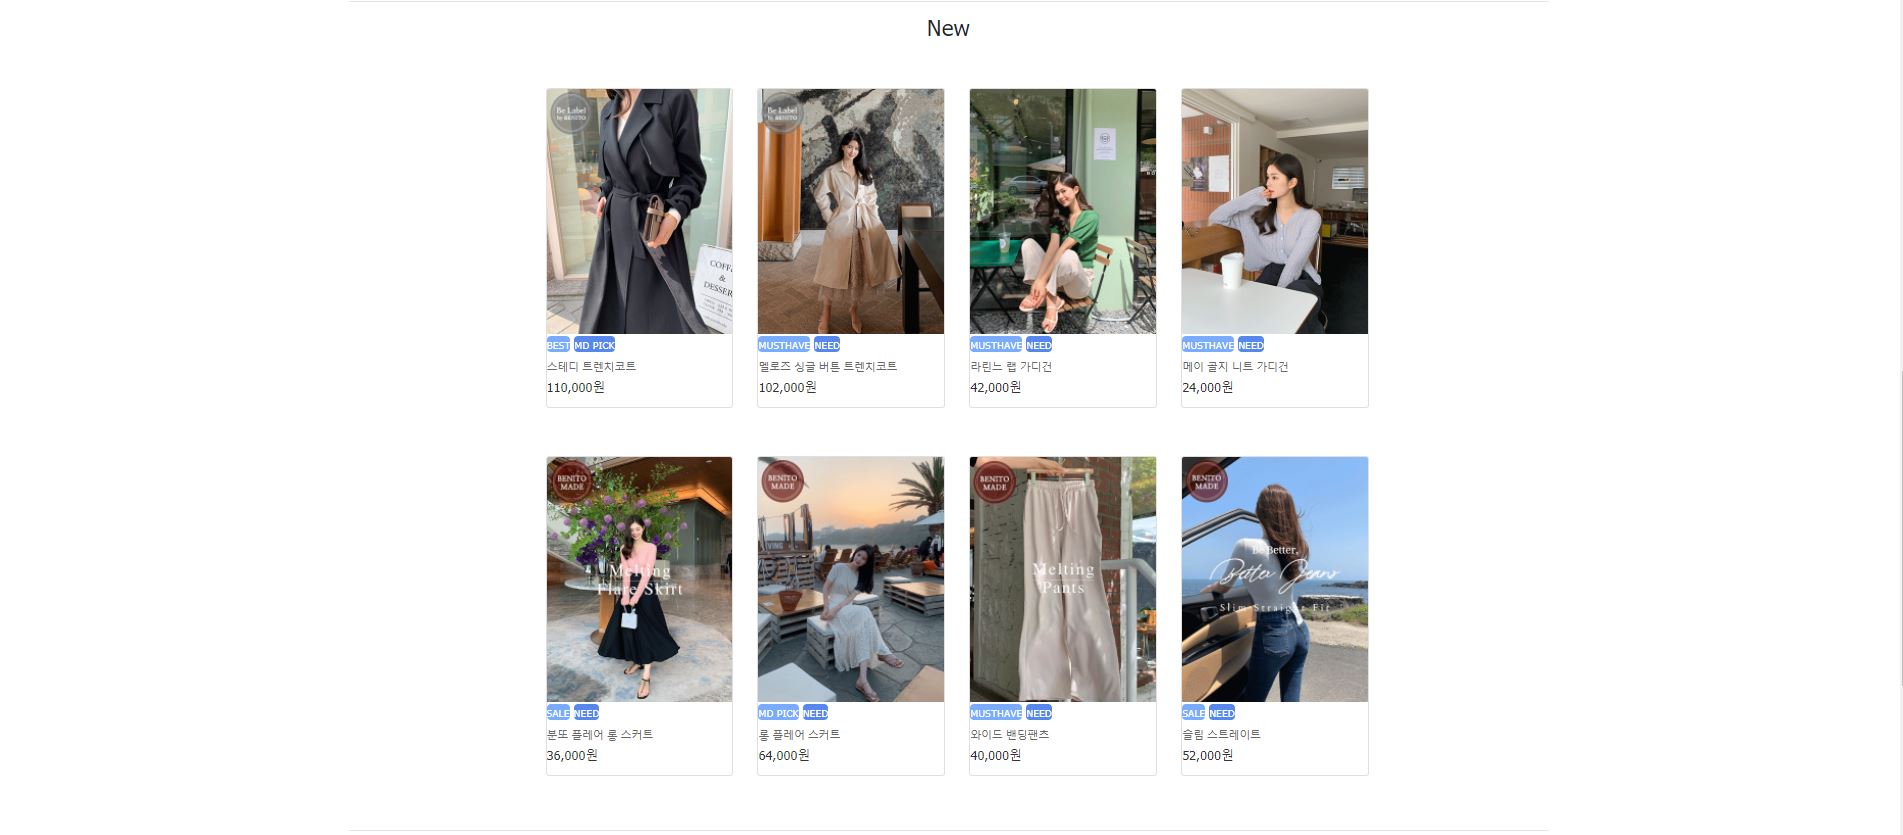 New
Be Label
by BENITO
COFFEE
&
DESSER
BEST MD PICK
스테디 트렌치코트
110,000원
Be Label
by BENITO
MUSTHAVE NEED
멜로즈 싱글 버튼 트렌치코트
102,000원
MUSTHAVE NEED
라린느 랩 가디건
42,000원
MUSTHAVE NEED
메이 골지 니트 가디건
24,000원
BENITO
MADE
Melting
Flare Skirt
SALE NEED
분또 플레어 롱 스커트
36,000원
BENITO
MADE
MD PICK NEED
롱 플레어 스커트
64,000원
BENITO
MADE
Melting
Pants
MUSTHAVE NEED
와이드 밴딩팬츠
40,000원
BENITO
MADE
Be Better,
Better Jeans
Slim Straight Fit
SALE NEED
슬림 스트레이트
52,000원